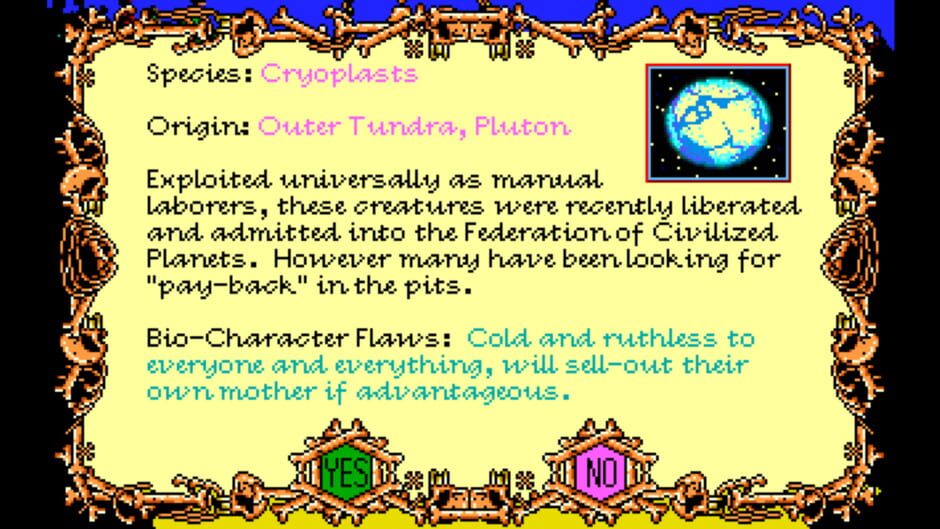 Species: Cryoplasts
Origin: Outer Tundra, Pluton
Exploited universally as manual
laborers, these creatures were recently liberated
and admitted into the Federation of Civilized
Planets. However many have been looking for
"pay-back" in the pits.
Bio-Character Flaws: Cold and ruthless to
everyone and everything, will sell-out their
own mother if advantageous.
YES NO